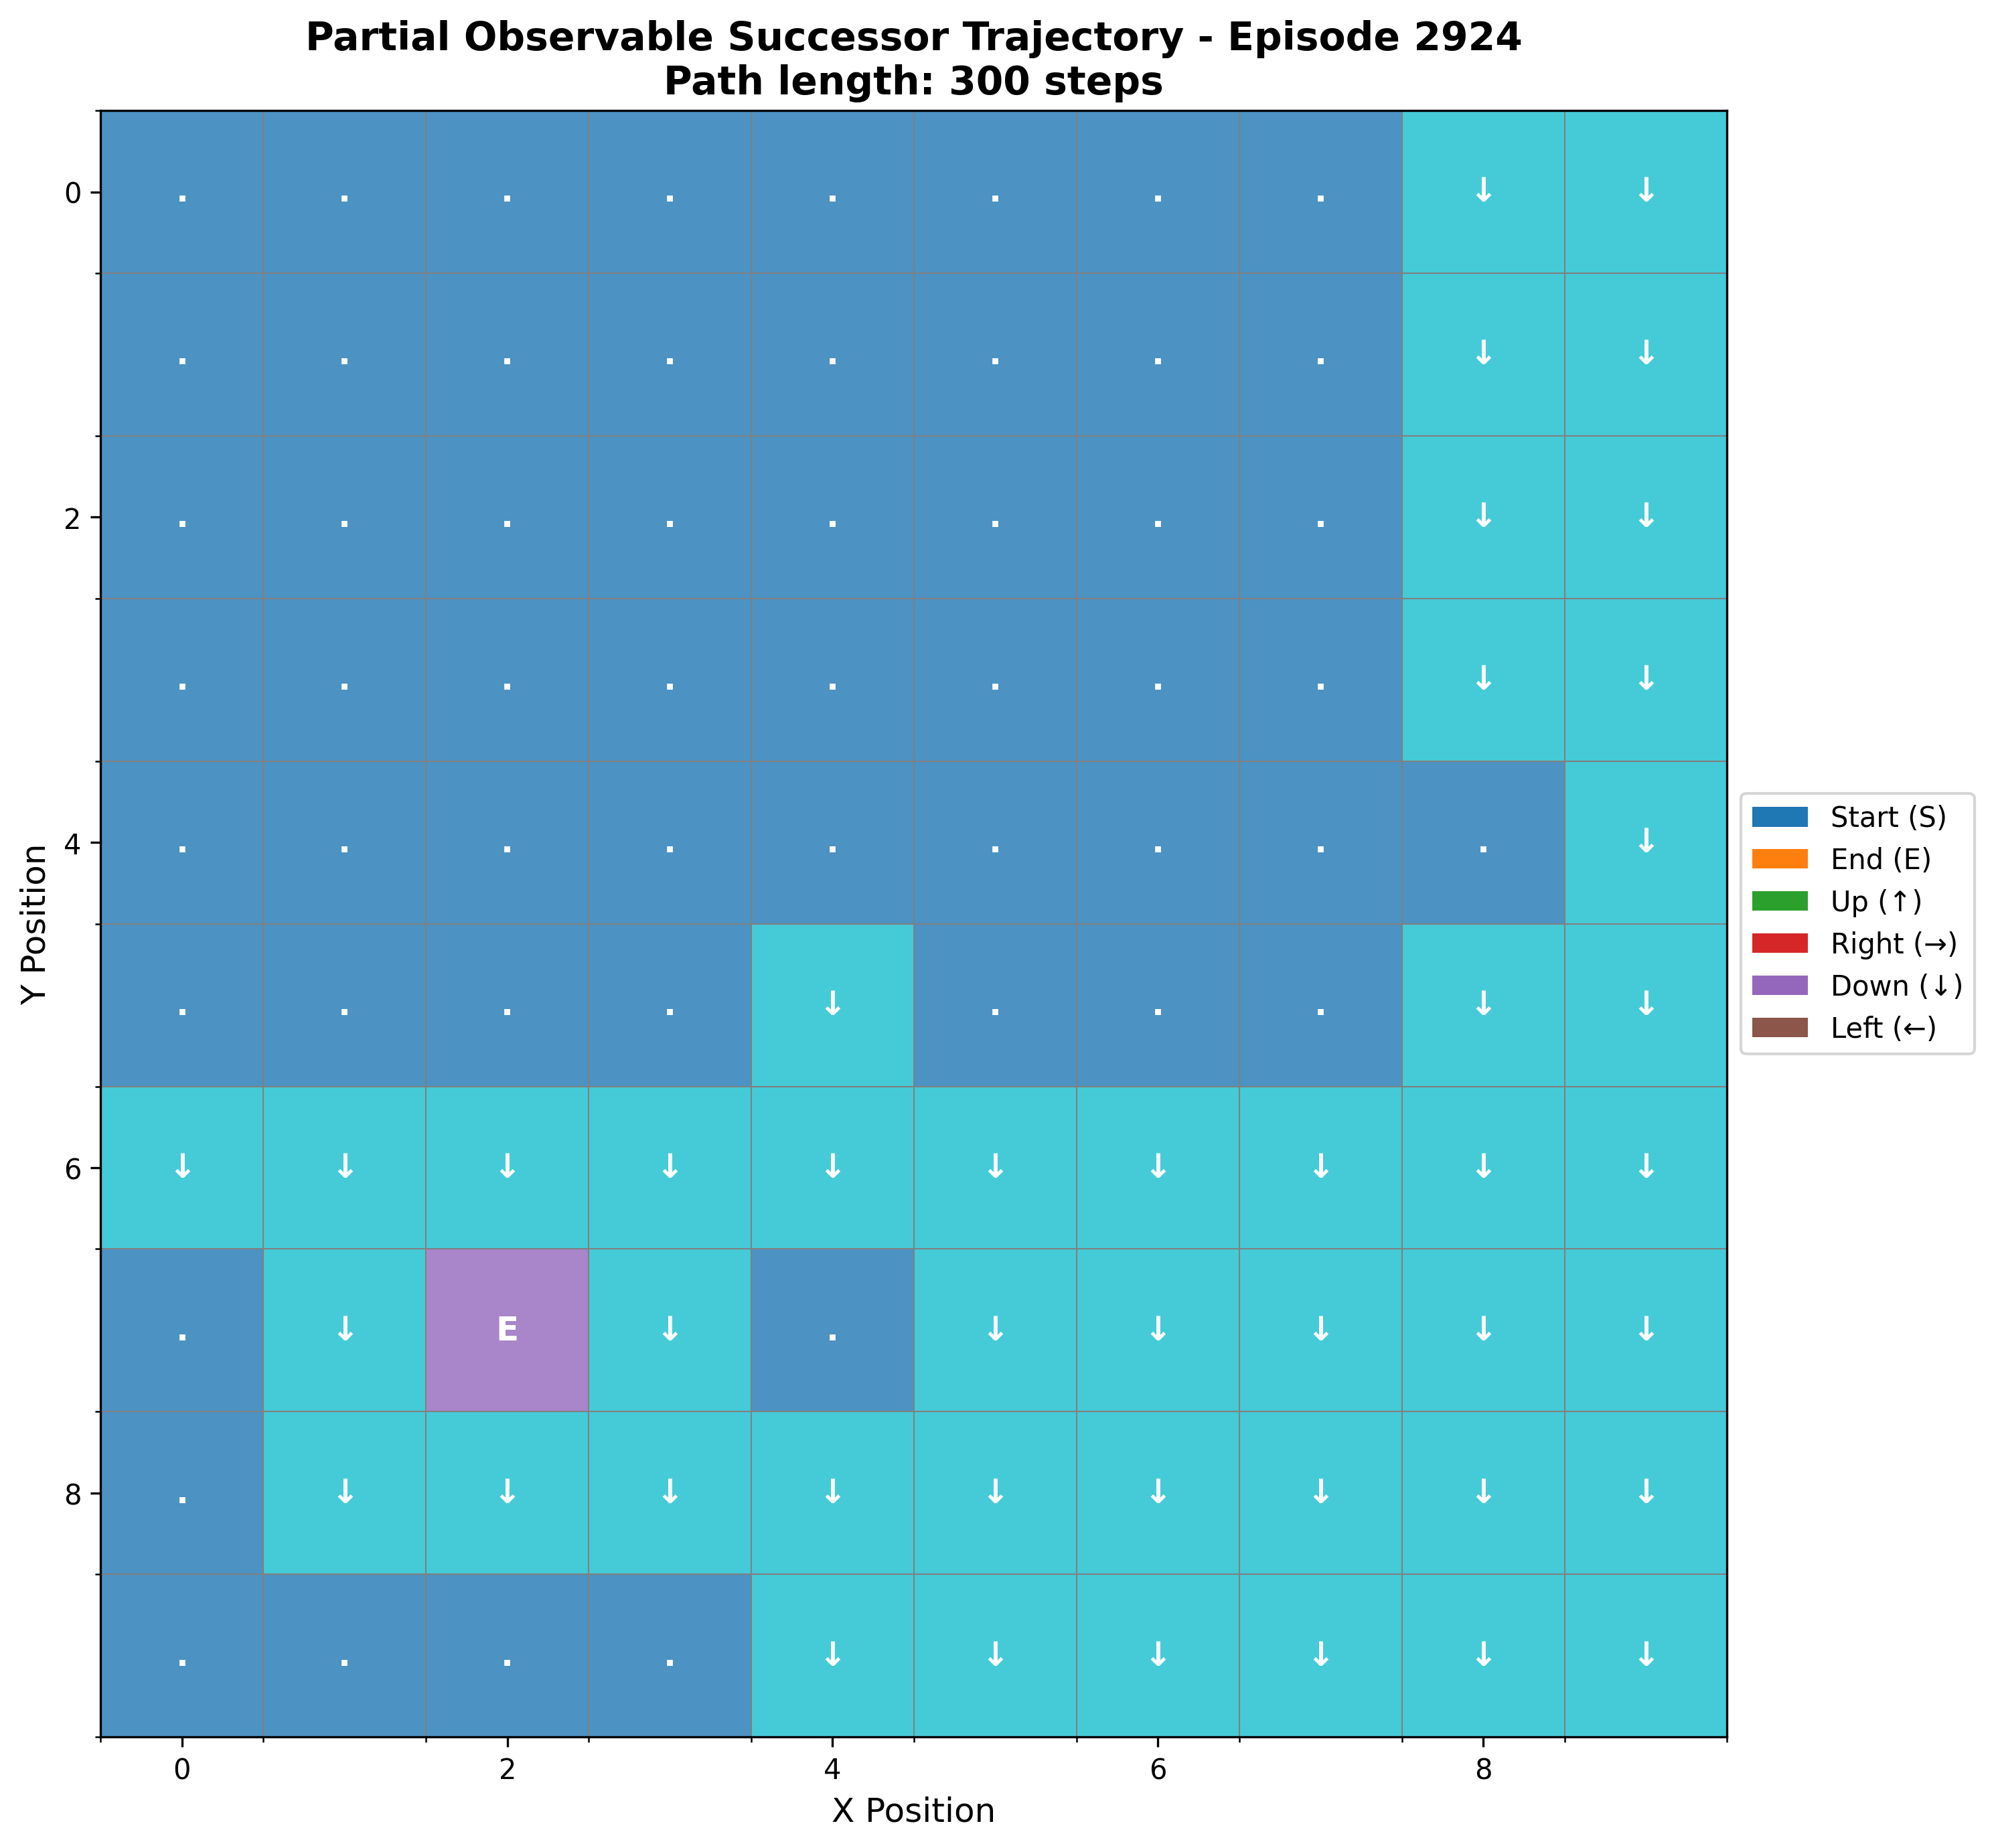 Partial Observable Successor Trajectory - Episode 2924
Path length: 300 steps
0 . . . . . . . . ↓ ↓
. . . . . . . . ↓ ↓
2 . . . . . . . . ↓ ↓
. . . . . . . . ↓ ↓
4 . . . . . . . . . ↓
. . . . ↓ . . . ↓ ↓
6 ↓ ↓ ↓ ↓ ↓ ↓ ↓ ↓ ↓ ↓
. ↓ E ↓ . ↓ ↓ ↓ ↓ ↓
8 . ↓ ↓ ↓ ↓ ↓ ↓ ↓ ↓ ↓
. . . . ↓ ↓ ↓ ↓ ↓ ↓
0 2 4 6 8
X Position
Y Position
Start (S)
End (E)
Up (↑)
Right (→)
Down (↓)
Left (←)